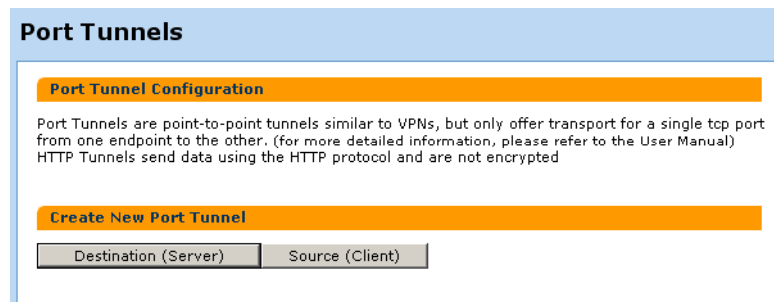 Port Tunnels
Port Tunnel Configuration
Port Tunnels are point-to-point tunnels similar to VPNs, but only offer transport for a single tcp port
from one endpoint to the other. (for more detailed information, please refer to the User Manual)
HTTP Tunnels send data using the HTTP protocol and are not encrypted
Create New Port Tunnel
Destination (Server) Source (Client)